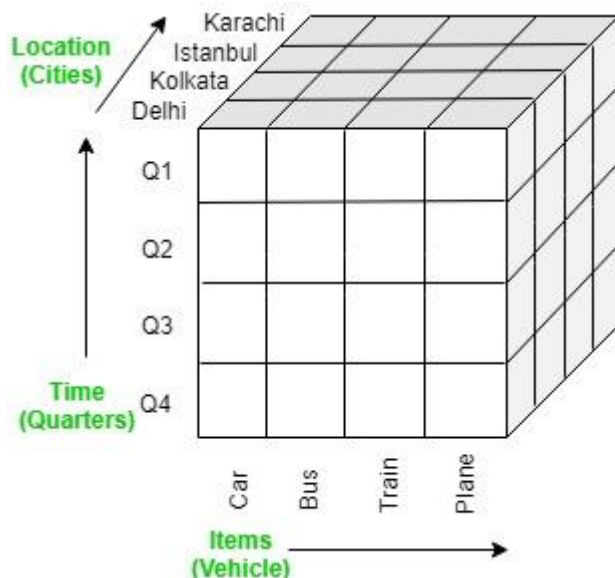 Karachi
Location
(Cities)
Istanbul
Kolkata
Delhi
Q1
Q2
Q3
Time
(Quarters)
Q4
Car
Bus
Train
Plane
Items
(Vehicle)